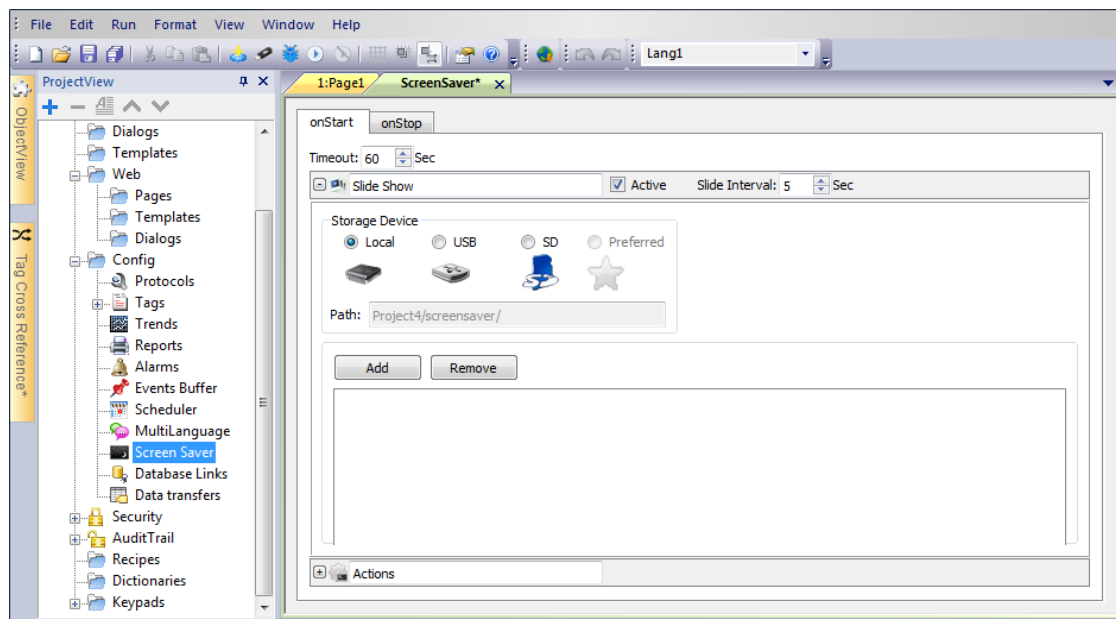 File Edit Run Format View Window Help
Lang1
ProjectView
1:Page1 ScreenSaver*
ObjectView
Tag Cross Reference*
Dialogs
Templates
Web
Pages
Templates
Dialogs
Config
Protocols
Tags
Trends
Reports
Alarms
Events Buffer
Scheduler
MultiLanguage
Screen Saver
Database Links
Data transfers
Security
AuditTrail
Recipes
Dictionaries
Keypads
onStart onStop
Timeout: 60 Sec
Slide Show Active Slide Interval: 5 Sec
Storage Device
Local USB SD Preferred
Path: Project4/screensaver/
Add Remove
Actions